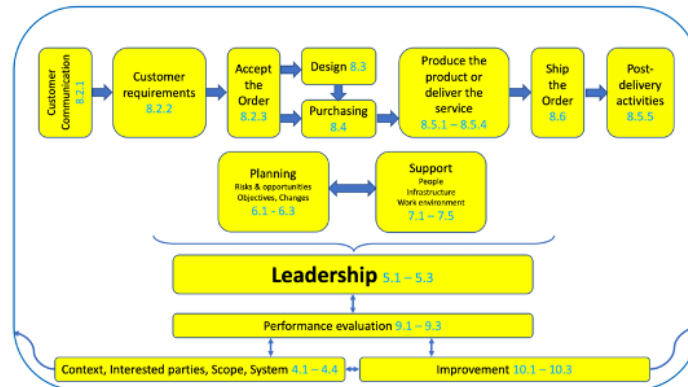 Customer
Communication
8.2.1
Customer
requirements
8.2.2
Accept
the
Order
8.2.3
Design 8.3
Purchasing
8.4
Produce the
product or
deliver the
service
8.5.1 – 8.5.4
Ship
the
Order
8.6
Post-
delivery
activities
8.5.5
Planning
Risks & opportunities
Objectives, Changes
6.1 - 6.3
Support
People
Infrastructure
Work environment
7.1 – 7.5
Leadership 5.1 – 5.3
Performance evaluation 9.1 – 9.3
Context, Interested parties, Scope, System 4.1 – 4.4
Improvement 10.1 – 10.3